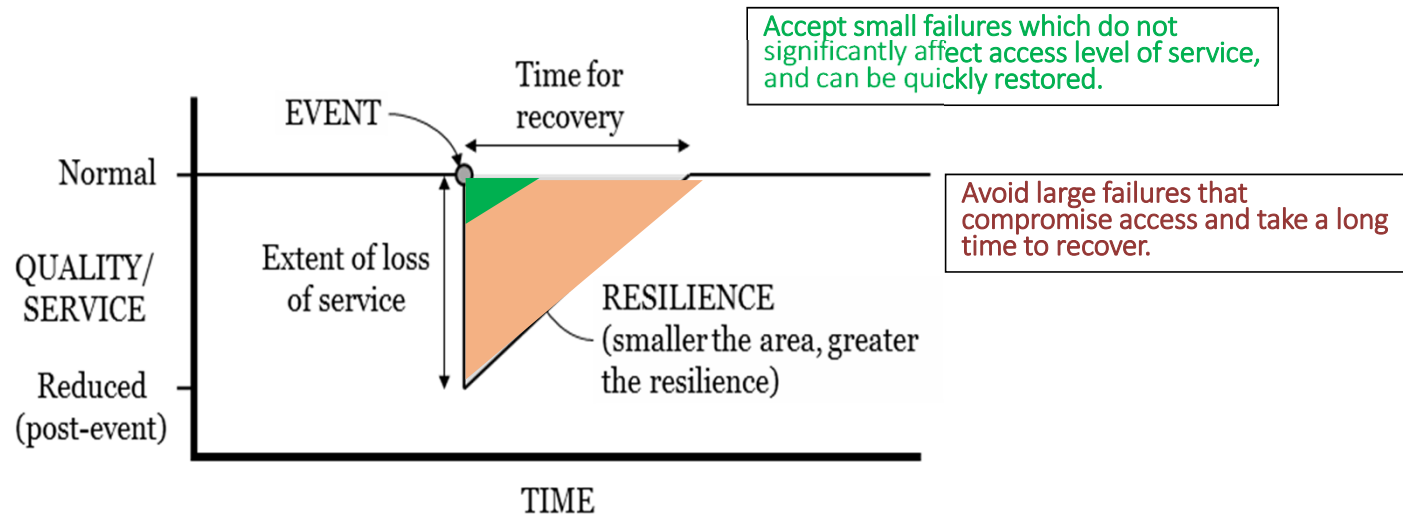 Accept small failures which do not
significantly affect access level of service,
and can be quickly restored.
Time for
recovery
EVENT
Normal
Avoid large failures that
compromise access and take a long
time to recover.
QUALITY/
SERVICE
Extent of loss
of service
RESILIENCE
(smaller the area, greater
the resilience)
Reduced
(post-event)
TIME